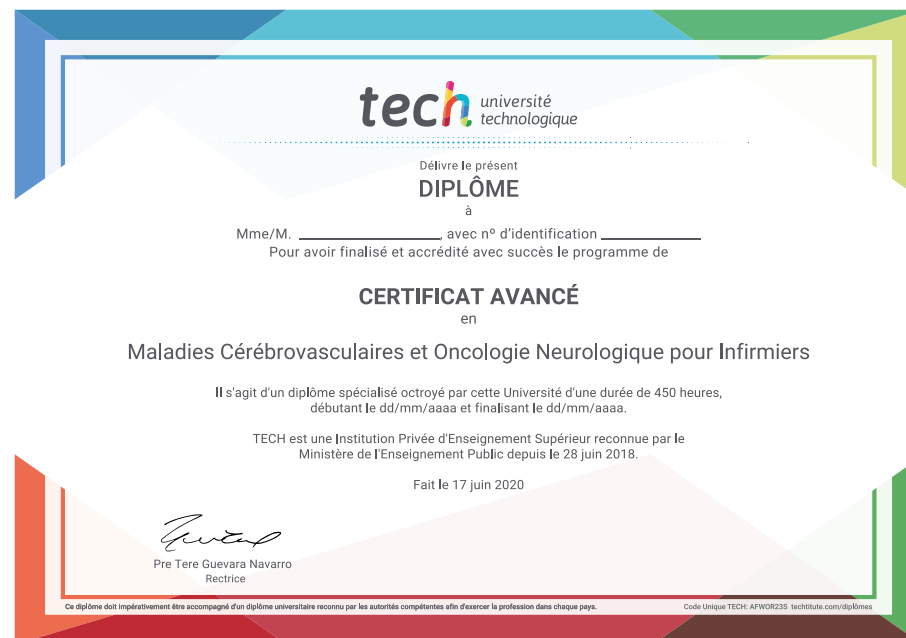 tech université
technologique
Délivre le présent
DIPLÔME
à
Mme/M. ____________, avec nº d'identification ____________
Pour avoir finalisé et accrédité avec succès le programme de
CERTIFICAT AVANCÉ
en
Maladies Cérébrovasculaires et Oncologie Neurologique pour Infirmiers
Il s'agit d'un diplôme spécialisé octroyé par cette Université d'une durée de 450 heures,
débutant le dd/mm/aaaa et finalisant le dd/mm/aaaa.
TECH est une Institution Privée d'Enseignement Supérieur reconnue par le
Ministère de l'Enseignement Public depuis le 28 juin 2018.
Fait le 17 juin 2020
Pre Tere Guevara Navarro
Rectrice
Ce diplôme doit impérativement être accompagné d'un diplôme universitaire reconnu par les autorités compétentes afin d'exercer la profession dans chaque pays.
Code Unique TECH: AFWOR23S techtitute.com/diplômes